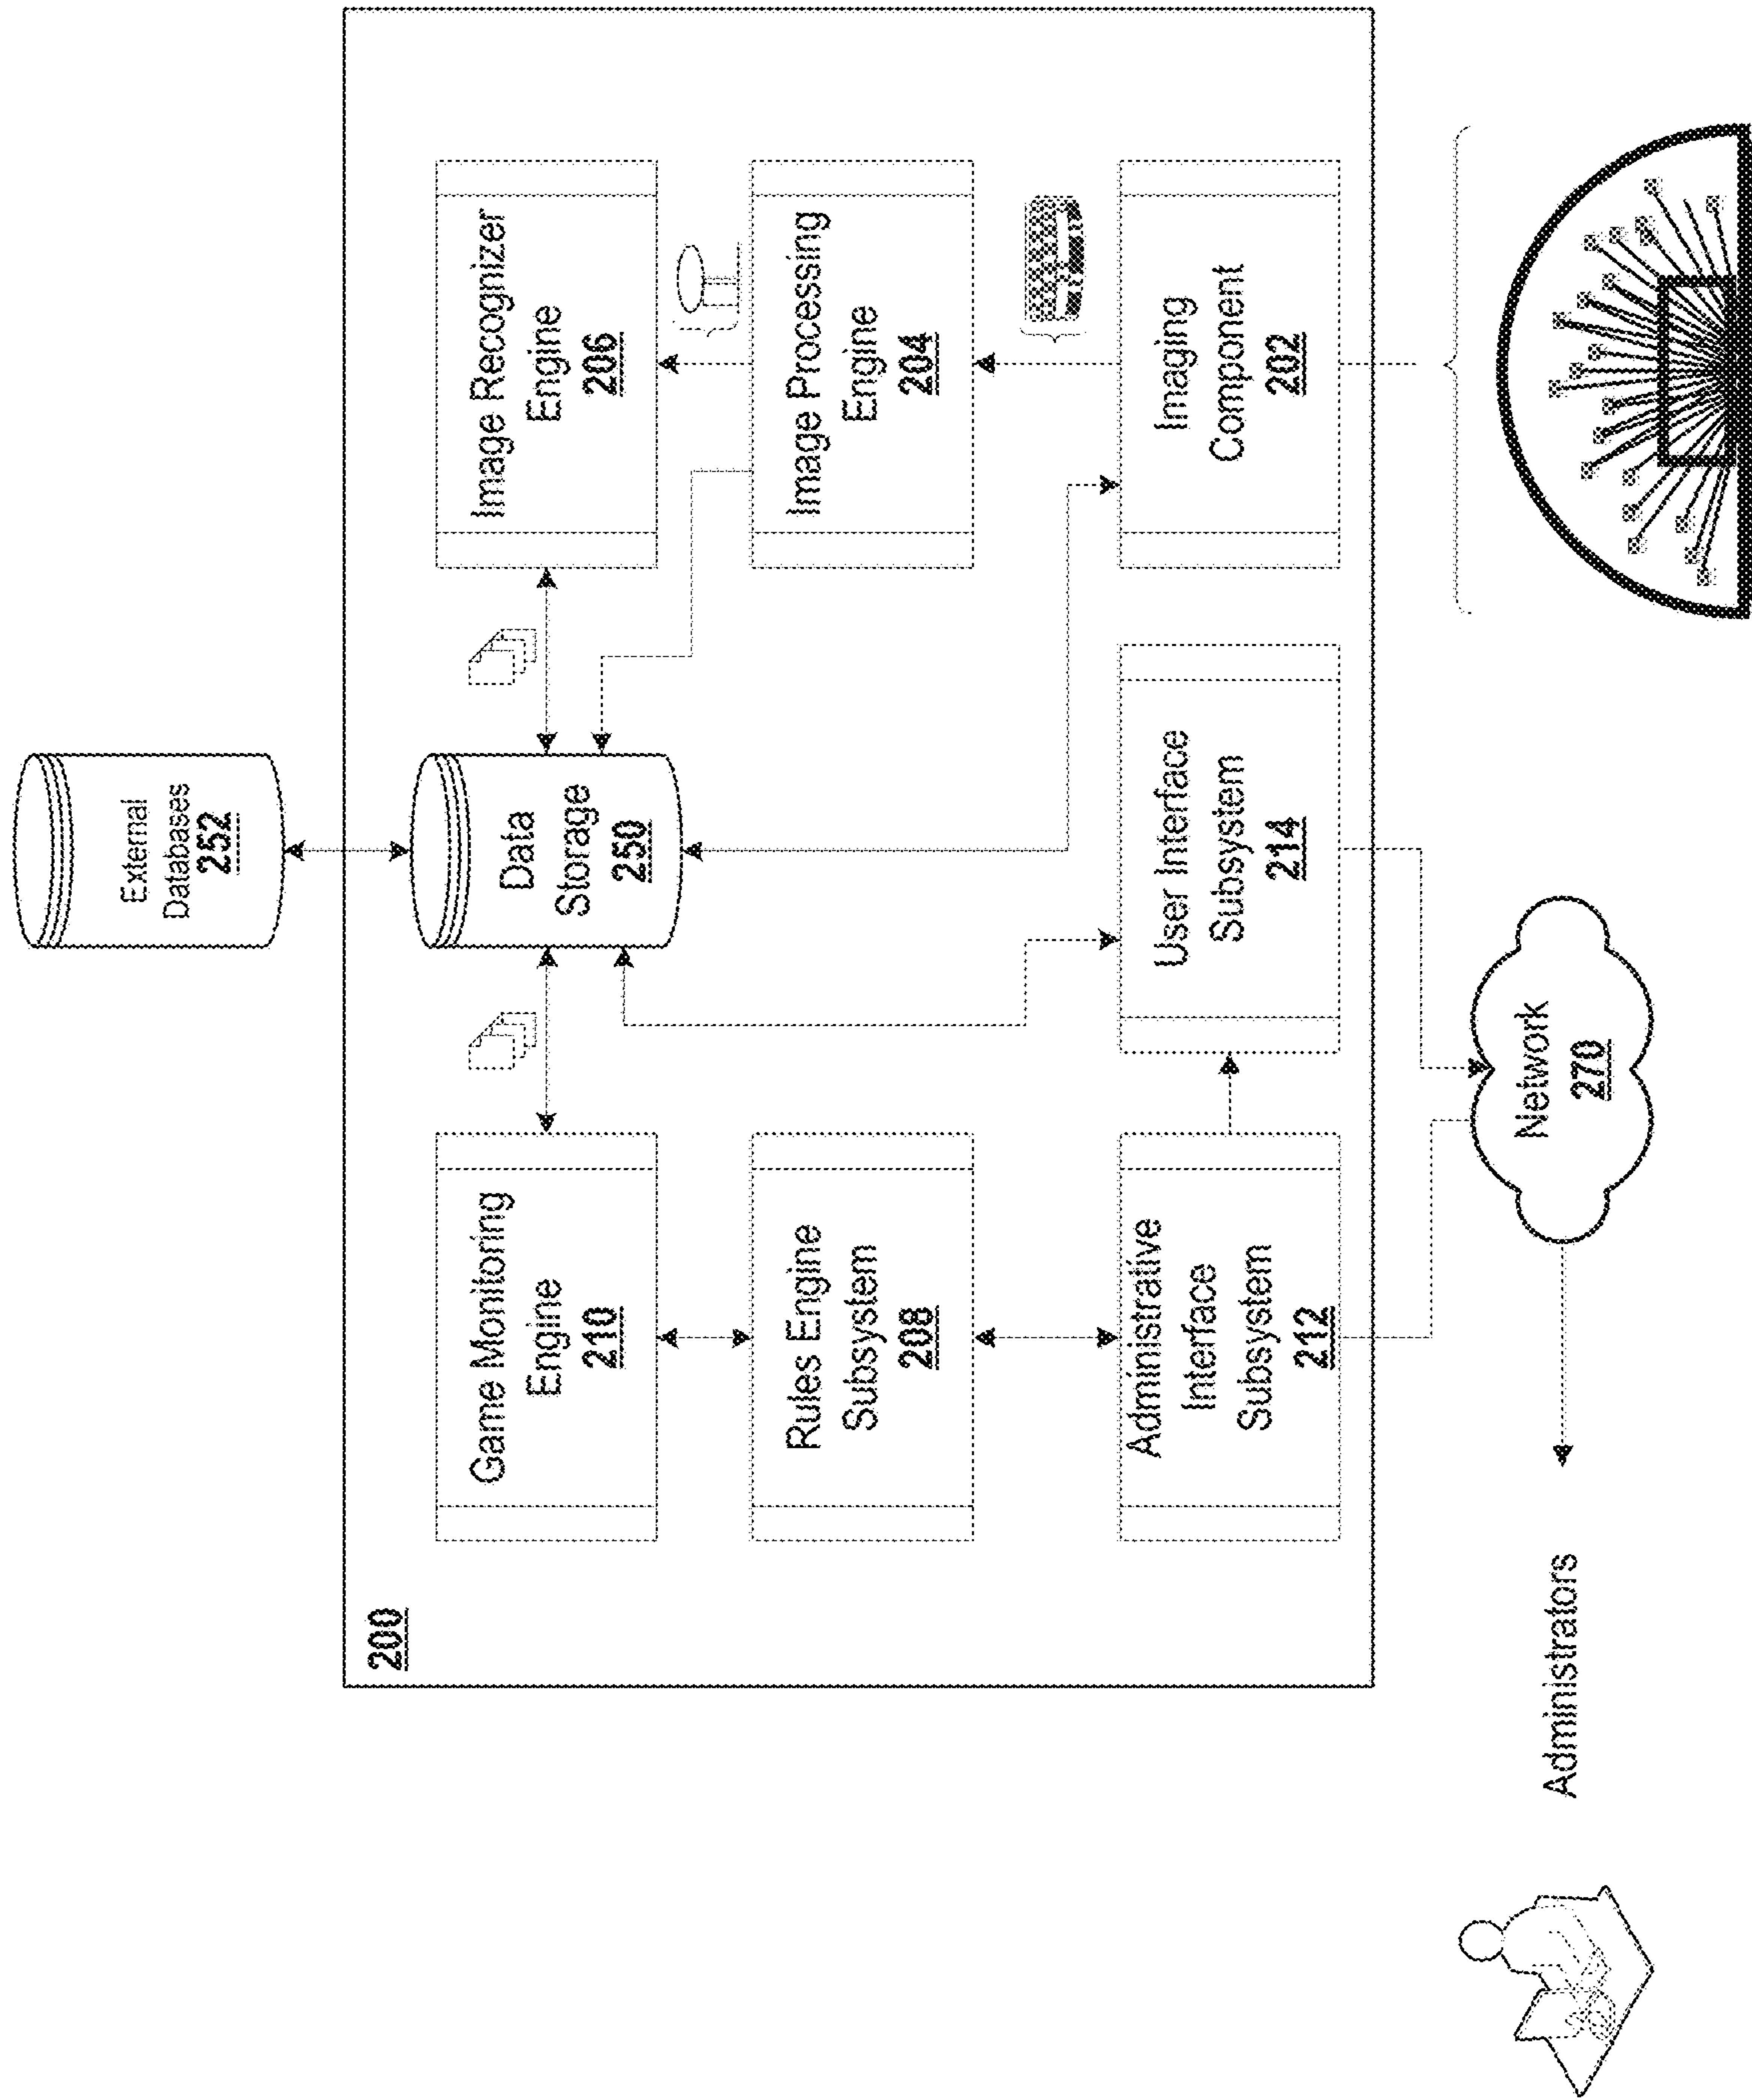 External
Databases
252
200
Game Monitoring
Engine
210
Data
Storage
250
Image Recognizer
Engine
206
Rules Engine
Subsystem
208
Image Processing
Engine
204
Administrative
Interface
Subsystem
212
User Interface
Subsystem
214
Imaging
Component
202
Administrators
Network
270